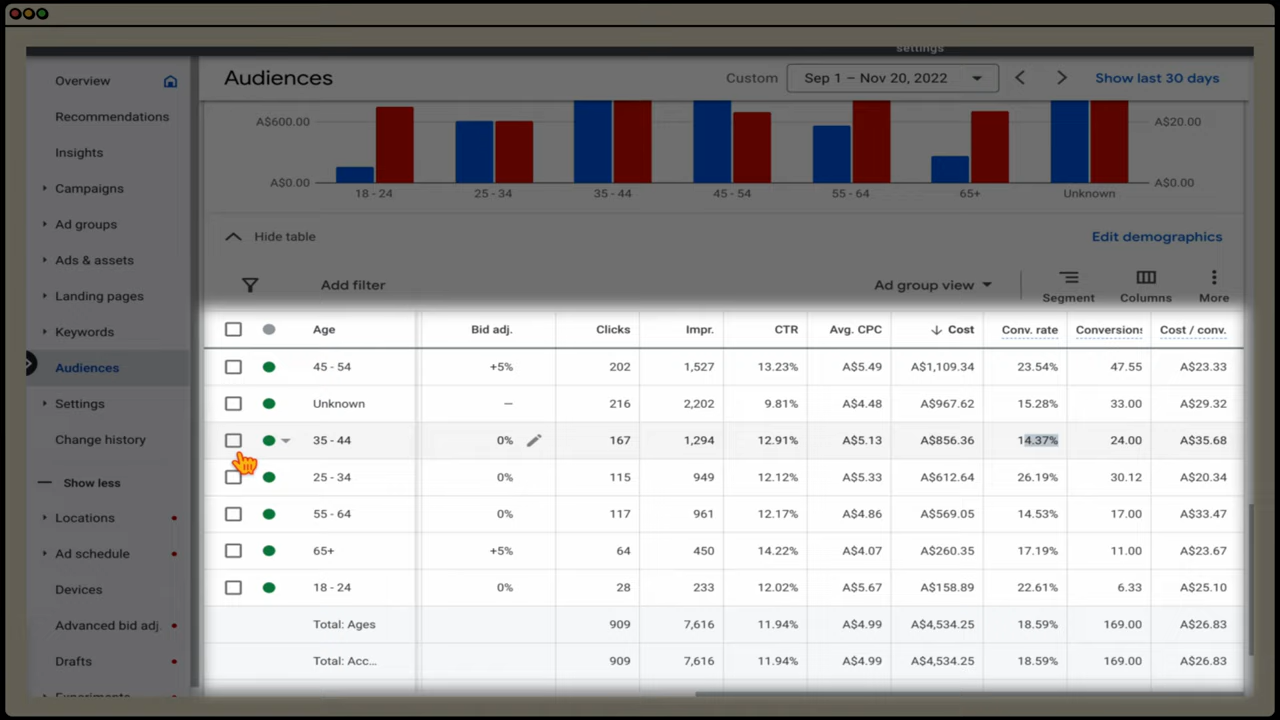 settings
Overview
Recommendations
Insights
Campaigns
Ad groups
Ads & assets
Landing pages
Keywords
Audiences
Settings
Change history
Show less
Locations
Ad schedule
Devices
Advanced bid adj.
Drafts
Experiments
Audiences
Custom Sep 1 – Nov 20, 2022 Show last 30 days
A$600.00 A$20.00
A$0.00 A$0.00
18 - 24 25 - 34 35 - 44 45 - 54 55 - 64 65+ Unknown
Hide table Edit demographics
Add filter Ad group view Segment Columns More
Age Bid adj. Clicks Impr. CTR Avg. CPC Cost Conv. rate Conversions Cost / conv.
45 - 54 +5% 202 1,527 13.23% A$5.49 A$1,109.34 23.54% 47.55 A$23.33
Unknown – 216 2,202 9.81% A$4.48 A$967.62 15.28% 33.00 A$29.32
35 - 44 0% 167 1,294 12.91% A$5.13 A$856.36 14.37% 24.00 A$35.68
25 - 34 0% 115 949 12.12% A$5.33 A$612.64 26.19% 30.12 A$20.34
55 - 64 0% 117 961 12.17% A$4.86 A$569.05 14.53% 17.00 A$33.47
65+ +5% 64 450 14.22% A$4.07 A$260.35 17.19% 11.00 A$23.67
18 - 24 0% 28 233 12.02% A$5.67 A$158.89 22.61% 6.33 A$25.10
Total: Ages 909 7,616 11.94% A$4.99 A$4,534.25 18.59% 169.00 A$26.83
Total: Acc... 909 7,616 11.94% A$4.99 A$4,534.25 18.59% 169.00 A$26.83